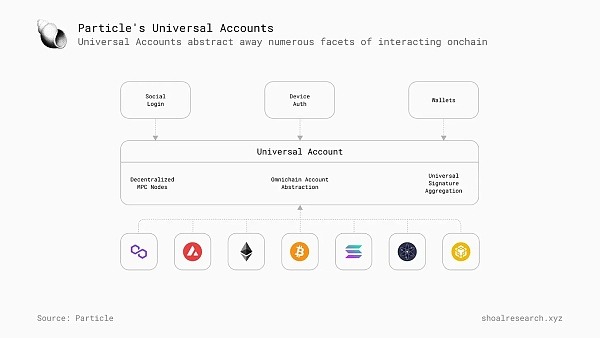 Particle's Universal Accounts
Universal Accounts abstract away numerous facets of interacting onchain
Social
Login
Device
Auth
Wallets
Universal Account
Decentralized
MPC Nodes
Omnichain Account
Abstraction
Universal
Signature
Aggregation
Source: Particle
shoalresearch.xyz